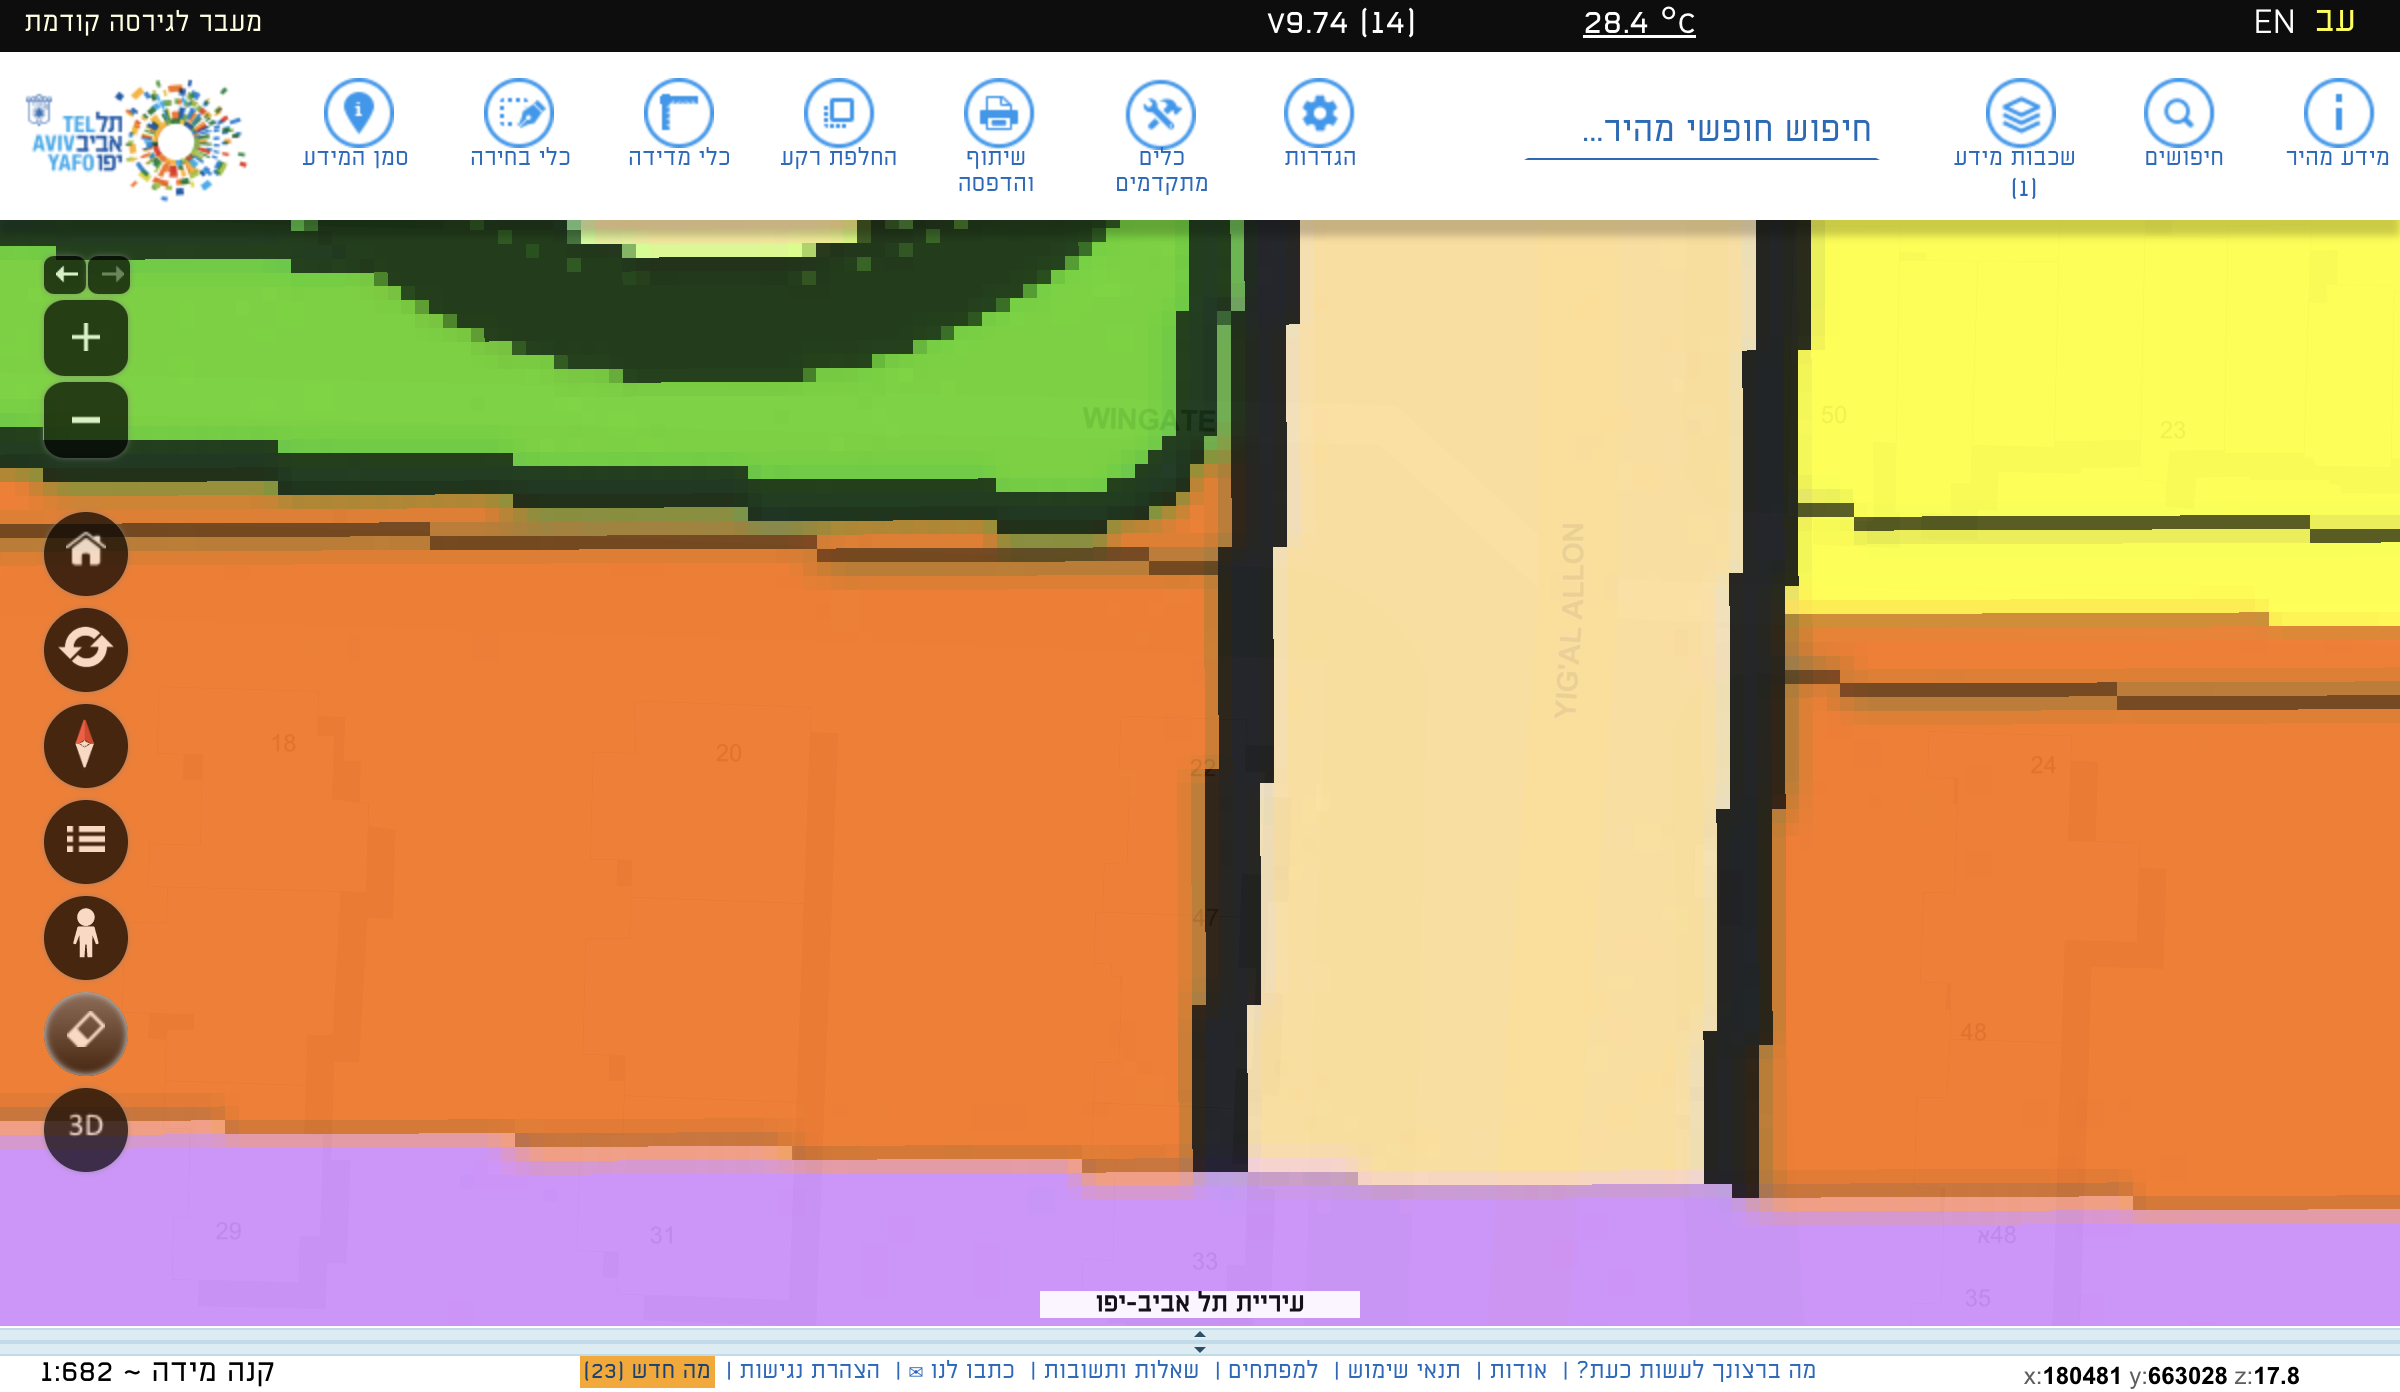 עב EN
28.4 °C
V9.74 (14)
מעבר לגירסה קודמת
מידע מהיר
חיפושים
שכבות מידע
(1)
חיפוש חופשי מהיר...
הגדרות
כלים
מתקדמים
שיתוף
והדפסה
החלפת רקע
כלי מדידה
כלי בחירה
סמן המידע
TEL תל
AVIV אביב
YAFO יפו
WINGATE
50
23
YIG'AL ALLON
18
20
22
24
47
48
3D
29
31
33
48א
35
עיריית תל אביב-יפו
מה ברצונך לעשות כעת? | אודות | תנאי שימוש | למפתחים | שאלות ותשובות | כתבו לנו ✉ | הצהרת נגישות | מה חדש (23)
קנה מידה ~ 1:682
x:180481 y:663028 z:17.8